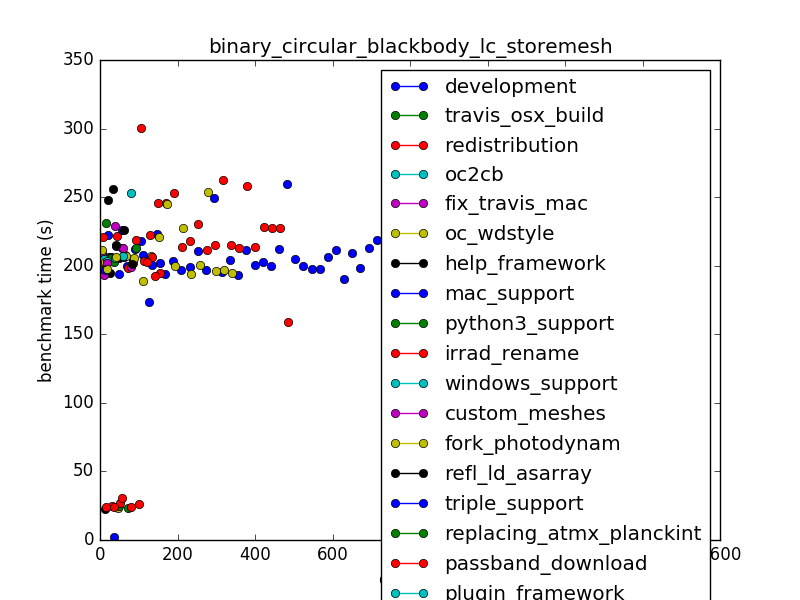 binary_circular_blackbody_lc_storemesh
350
300
250
200
150
100
50
0
benchmark time (s)
0 200 400 600 600
development
travis_osx_build
redistribution
oc2cb
fix_travis_mac
oc_wdstyle
help_framework
mac_support
python3_support
irrad_rename
windows_support
custom_meshes
fork_photodynam
refl_ld_asarray
triple_support
replacing_atmx_planckint
passband_download
plugin_framework